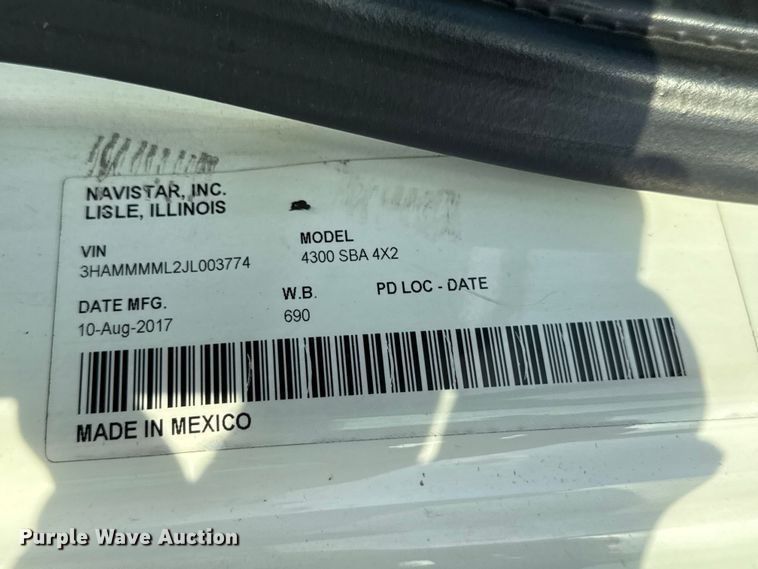 NAVISTAR, INC.
LISLE, ILLINOIS
VIN
3HAMMMML2JL003774
MODEL
4300 SBA 4X2
DATE MFG.
10-Aug-2017
W.B.
690
PD LOC - DATE
MADE IN MEXICO
Purple Wave Auction